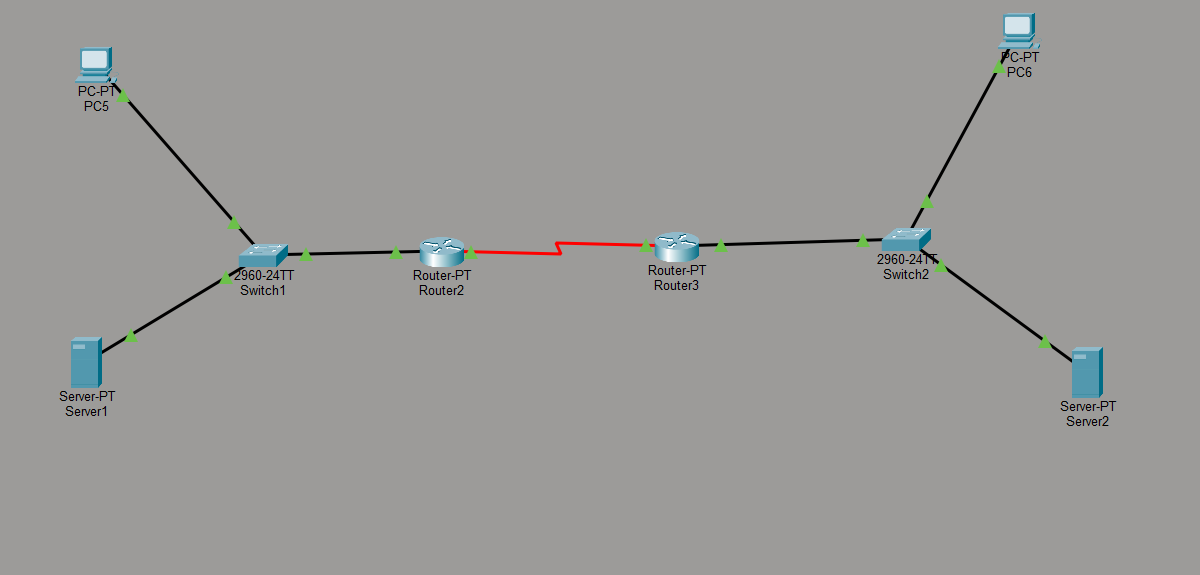 PC-PT
PC5
PC-PT
PC6
2960-24TT
Switch1
Router-PT
Router2
Router-PT
Router3
2960-24TT
Switch2
Server-PT
Server1
Server-PT
Server2